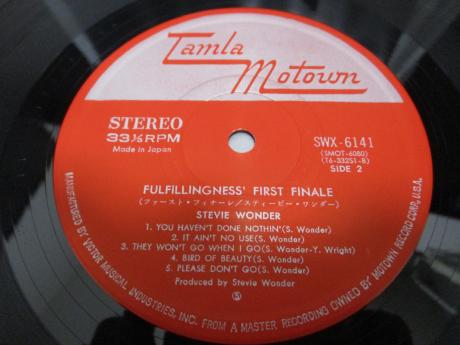 Tamla
Motown
STEREO
33⅓RPM
Made in Japan
SWX-6141
(SMOT-6080)
(T6-332S1-B)
SIDE 2
FULFILLINGNESS' FIRST FINALE
(ファースト・フィナーレ/スティービー・ワンダー)
STEVIE WONDER
1. YOU HAVEN'T DONE NOTHIN'(S. Wonder)
2. IT AIN'T NO USE(S. Wonder)
3. THEY WON'T GO WHEN I GO(S. Wonder-Y. Wright)
4. BIRD OF BEAUTY(S. Wonder)
5. PLEASE DON'T GO(S. Wonder)
Produced by Stevie Wonder
Ⓢ
MANUFACTURED BY VICTOR MUSICAL INDUSTRIES, INC. FROM A MASTER RECORDING OWNED BY MOTOWN RECORD CORP., U.S.A.